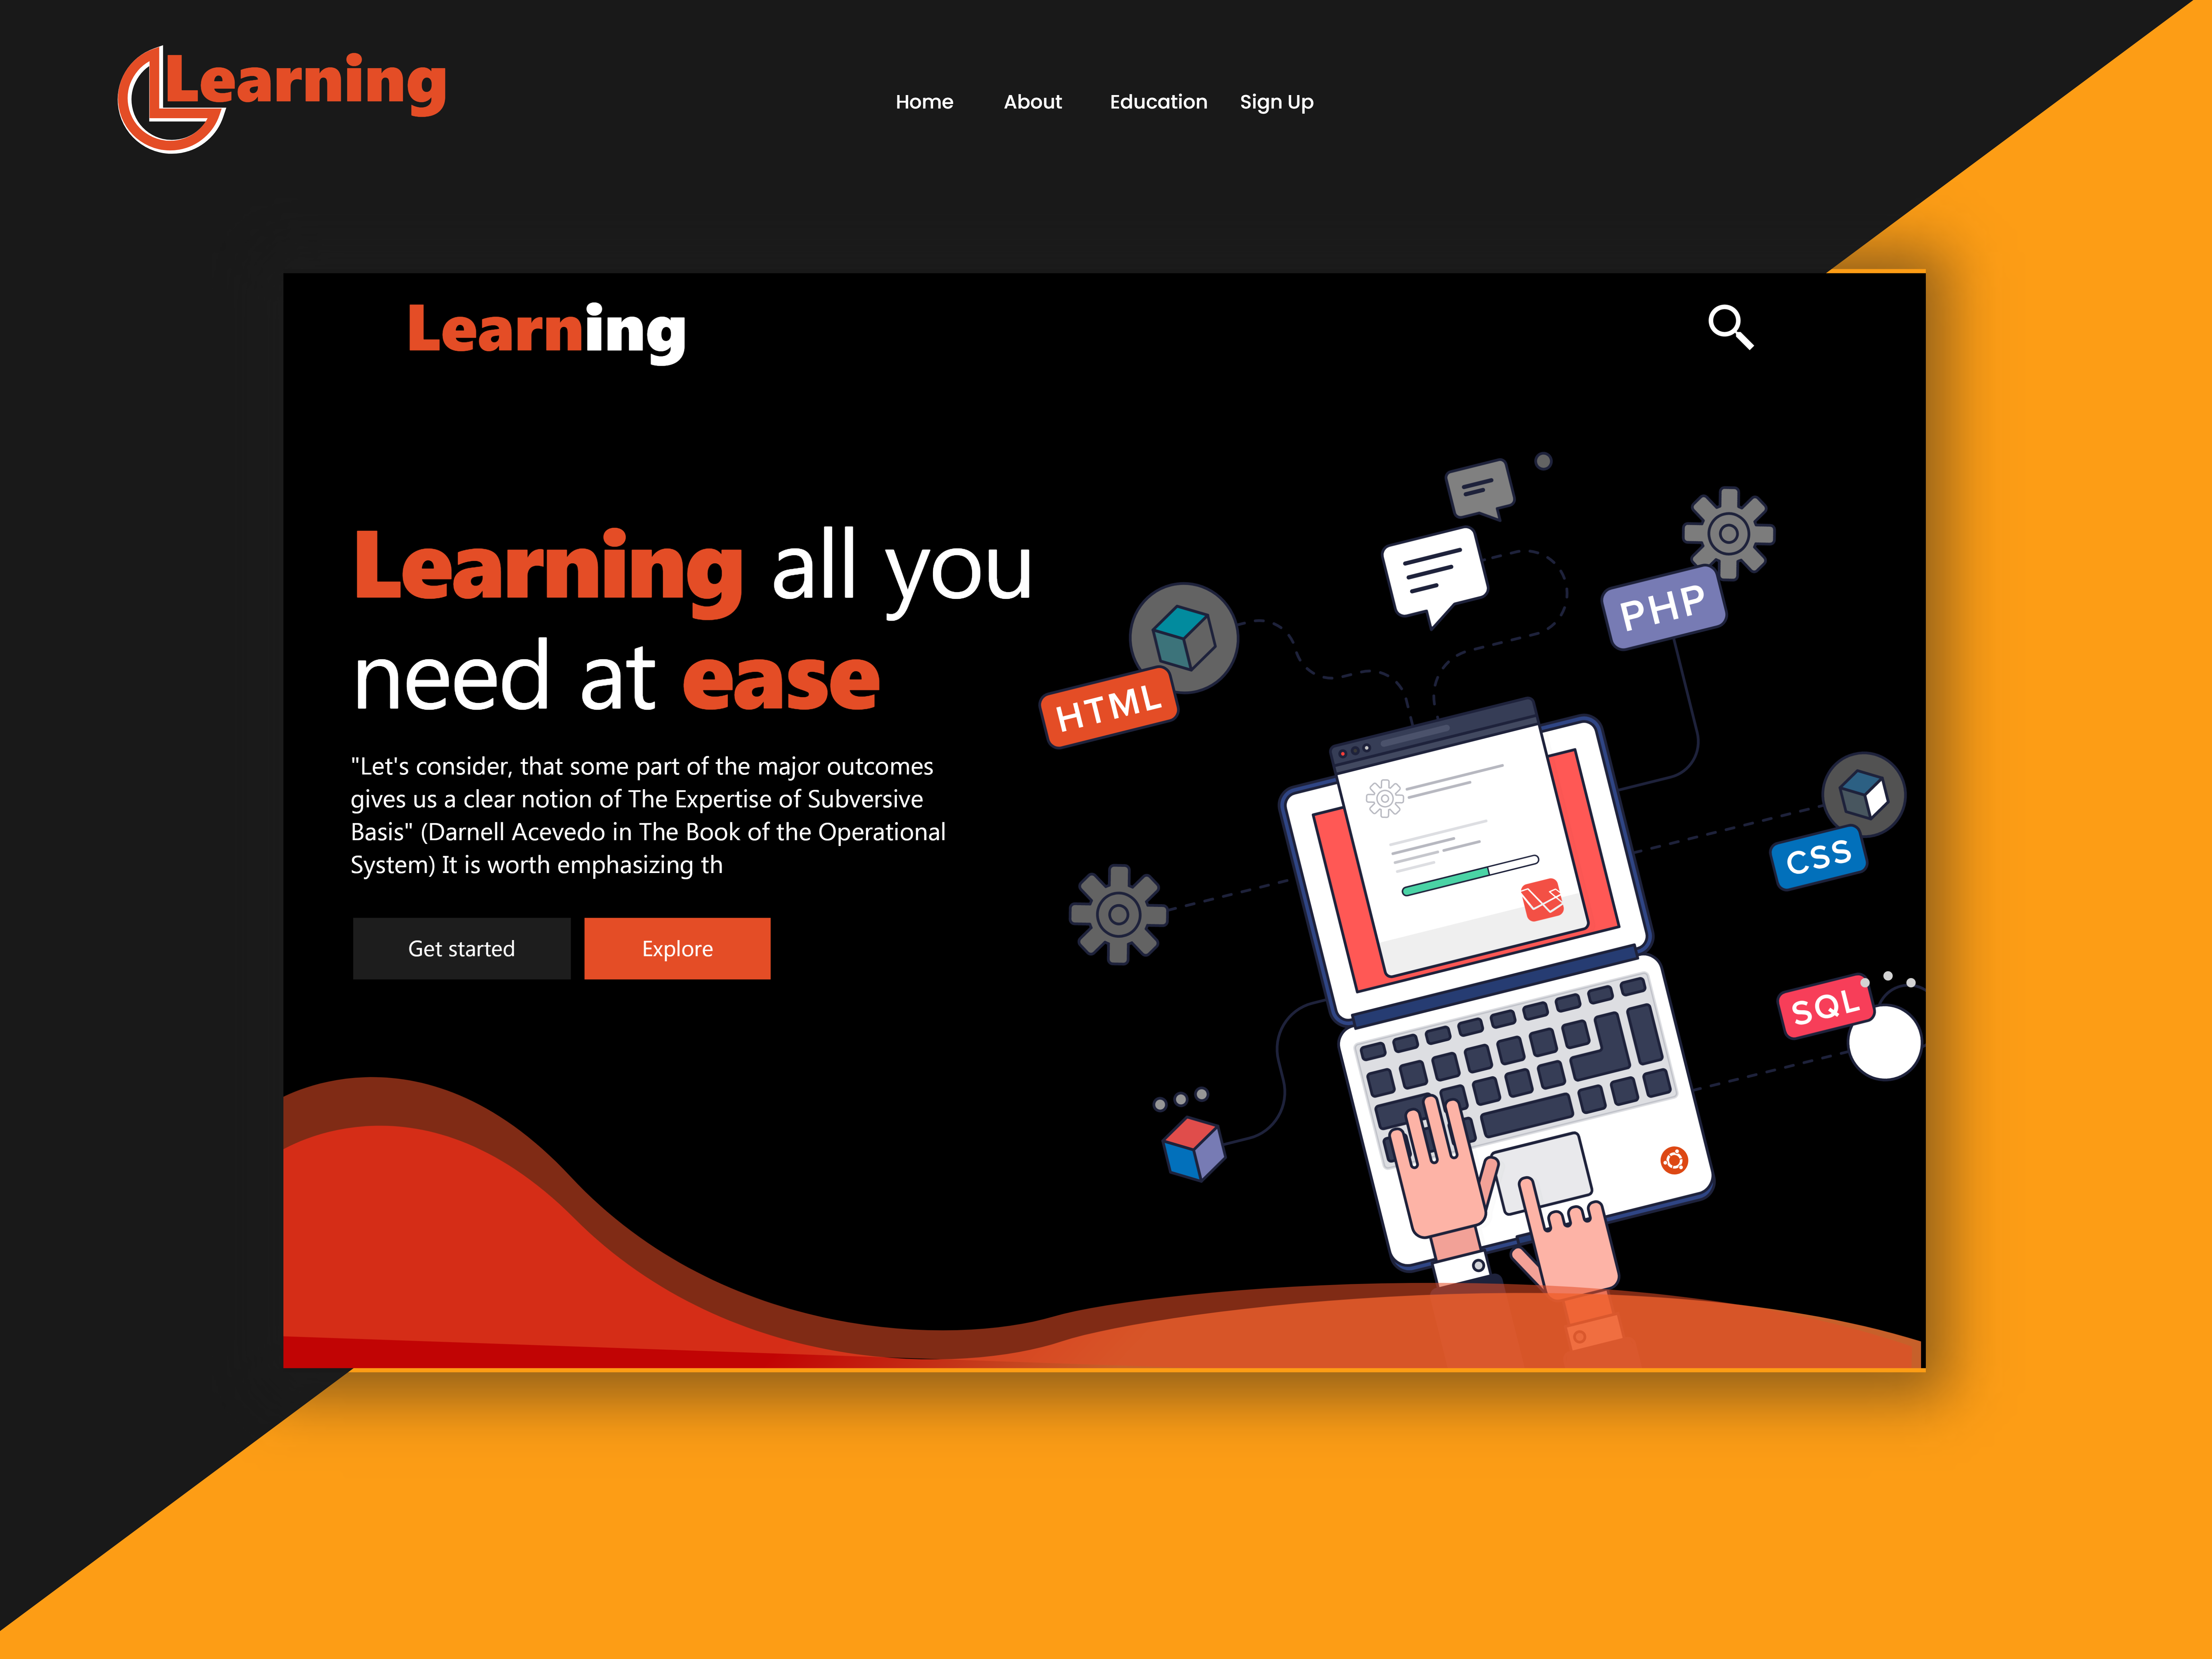 Learning
Home About Education Sign Up
Learning
Learning all you
need at ease
"Let's consider, that some part of the major outcomes
gives us a clear notion of The Expertise of Subversive
Basis" (Darnell Acevedo in The Book of the Operational
System) It is worth emphasizing th
Get started Explore
HTML
PHP
CSS
SQL